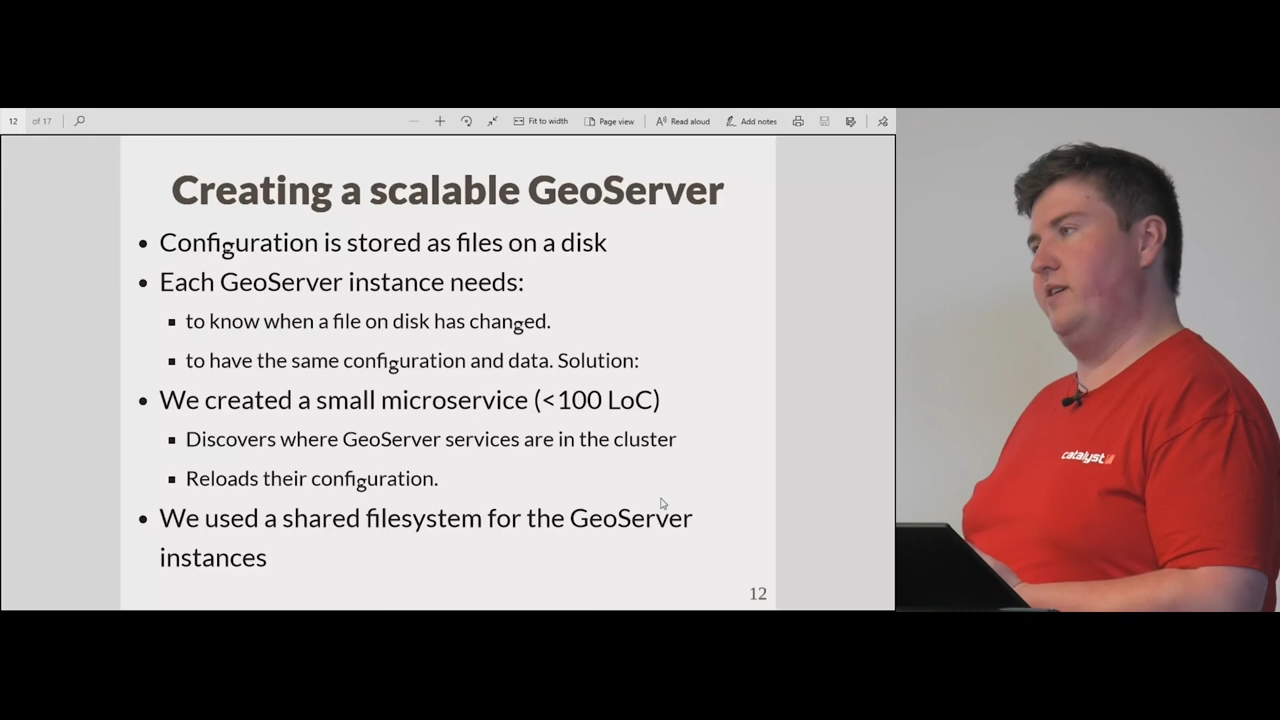 12 of 17 Fit to width Page view Read aloud Add notes
Creating a scalable GeoServer
• Configuration is stored as files on a disk
• Each GeoServer instance needs:
▪ to know when a file on disk has changed.
▪ to have the same configuration and data. Solution:
• We created a small microservice (<100 LoC)
▪ Discovers where GeoServer services are in the cluster
▪ Reloads their configuration.
• We used a shared filesystem for the GeoServer
instances
12
catalyst